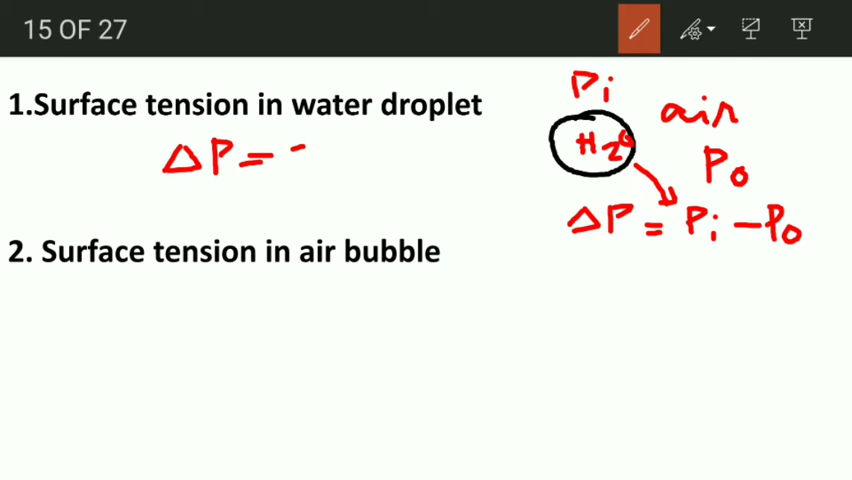 15 OF 27
1.Surface tension in water droplet
Pi
air
H2O
Po
ΔP =
ΔP = Pi - Po
2. Surface tension in air bubble